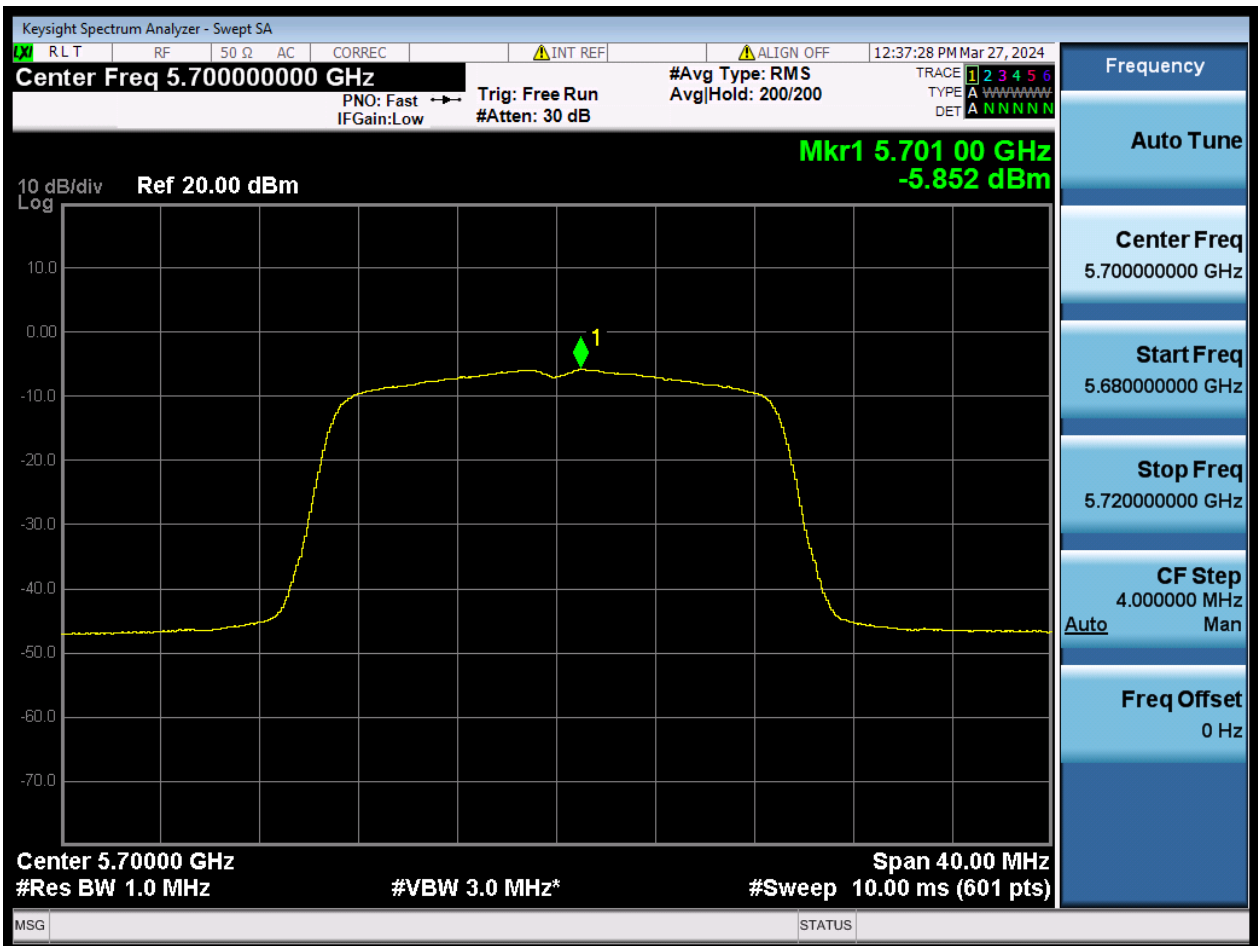 Keysight Spectrum Analyzer - Swept SA
LXI RLT RF 50 Ω AC CORREC ⚠INT REF ⚠ALIGN OFF 12:37:28 PM Mar 27, 2024
Center Freq 5.700000000 GHz
PNO: Fast
IFGain:Low
Trig: Free Run
#Atten: 30 dB
#Avg Type: RMS
Avg|Hold: 200/200
TRACE 1 2 3 4 5 6
TYPE A WWWWW
DET A N N N N N
Frequency
Mkr1 5.701 00 GHz
-5.852 dBm
10 dB/div Ref 20.00 dBm
Log
10.0
0.00
1
-10.0
-20.0
-30.0
-40.0
-50.0
-60.0
-70.0
Center 5.70000 GHz Span 40.00 MHz
#Res BW 1.0 MHz #VBW 3.0 MHz* #Sweep 10.00 ms (601 pts)
Auto Tune
Center Freq
5.700000000 GHz
Start Freq
5.680000000 GHz
Stop Freq
5.720000000 GHz
CF Step
4.000000 MHz
Auto Man
Freq Offset
0 Hz
MSG STATUS